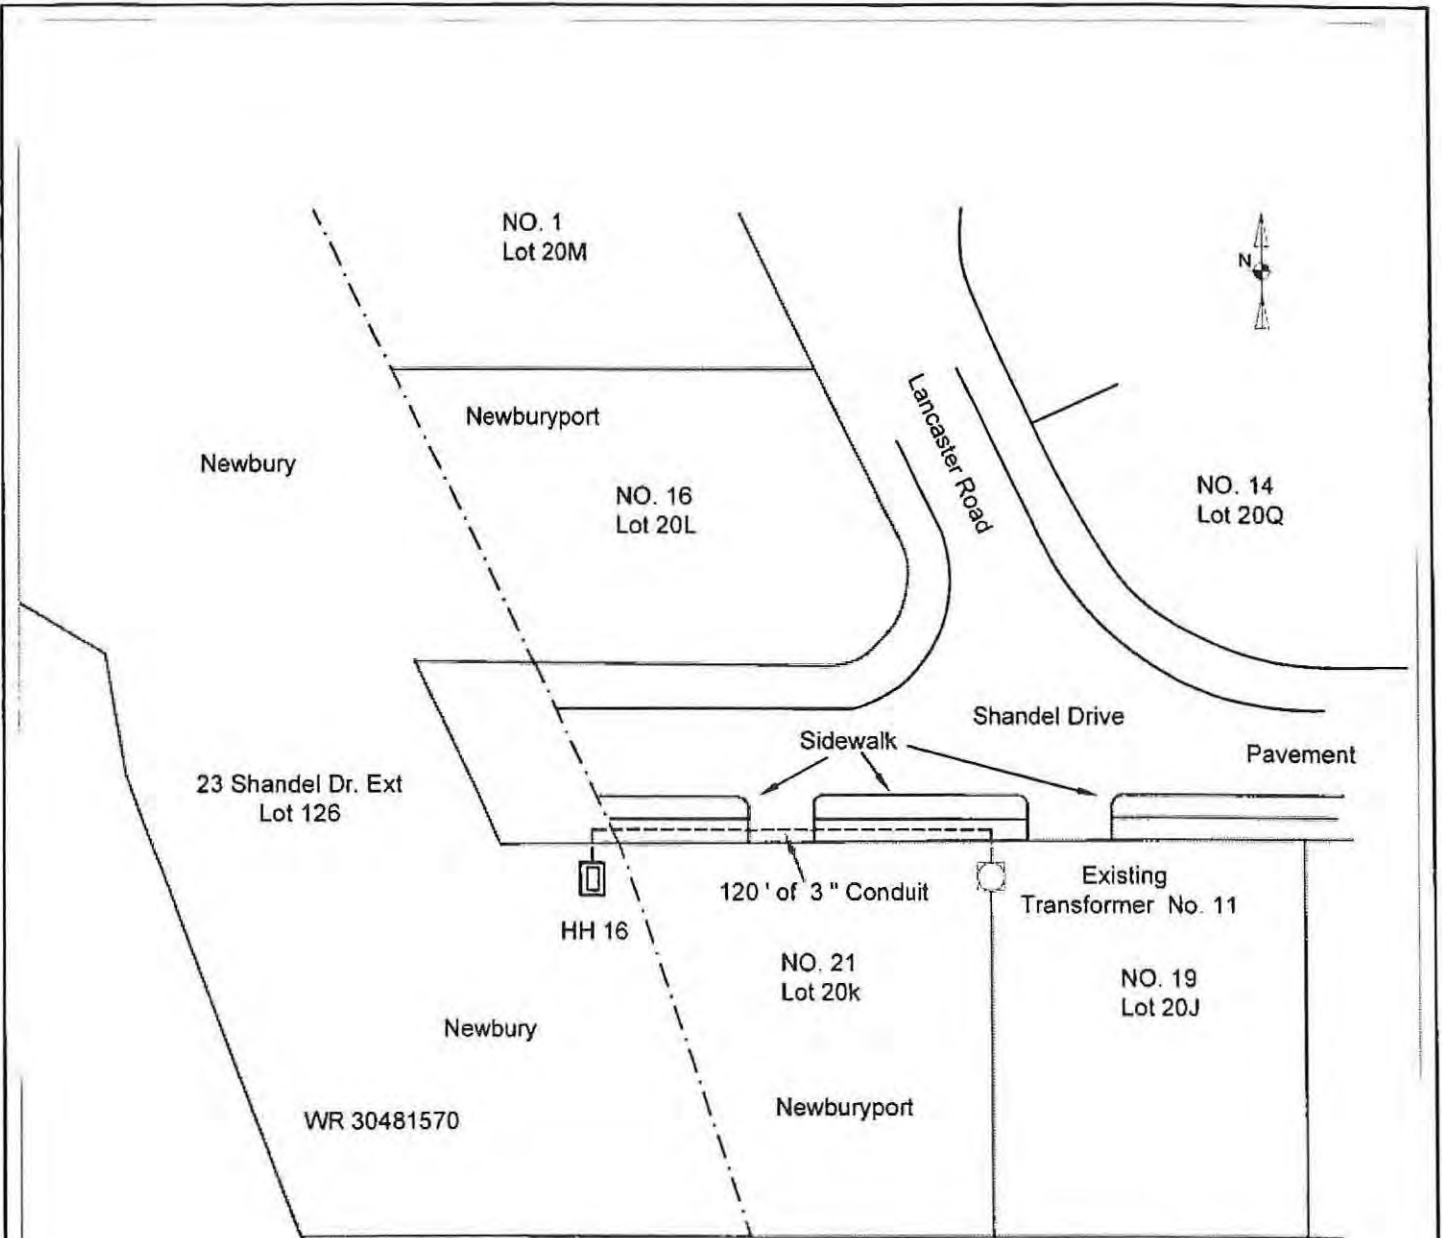 NO. 1
Lot 20M
N
Newburyport
Newbury
Lancaster Road
NO. 16
Lot 20L
NO. 14
Lot 20Q
Shandel Drive
Sidewalk
Pavement
23 Shandel Dr. Ext
Lot 126
120 ' of 3 " Conduit
Existing
Transformer No. 11
HH 16
NO. 21
Lot 20k
NO. 19
Lot 20J
Newbury
Newburyport
WR 30481570